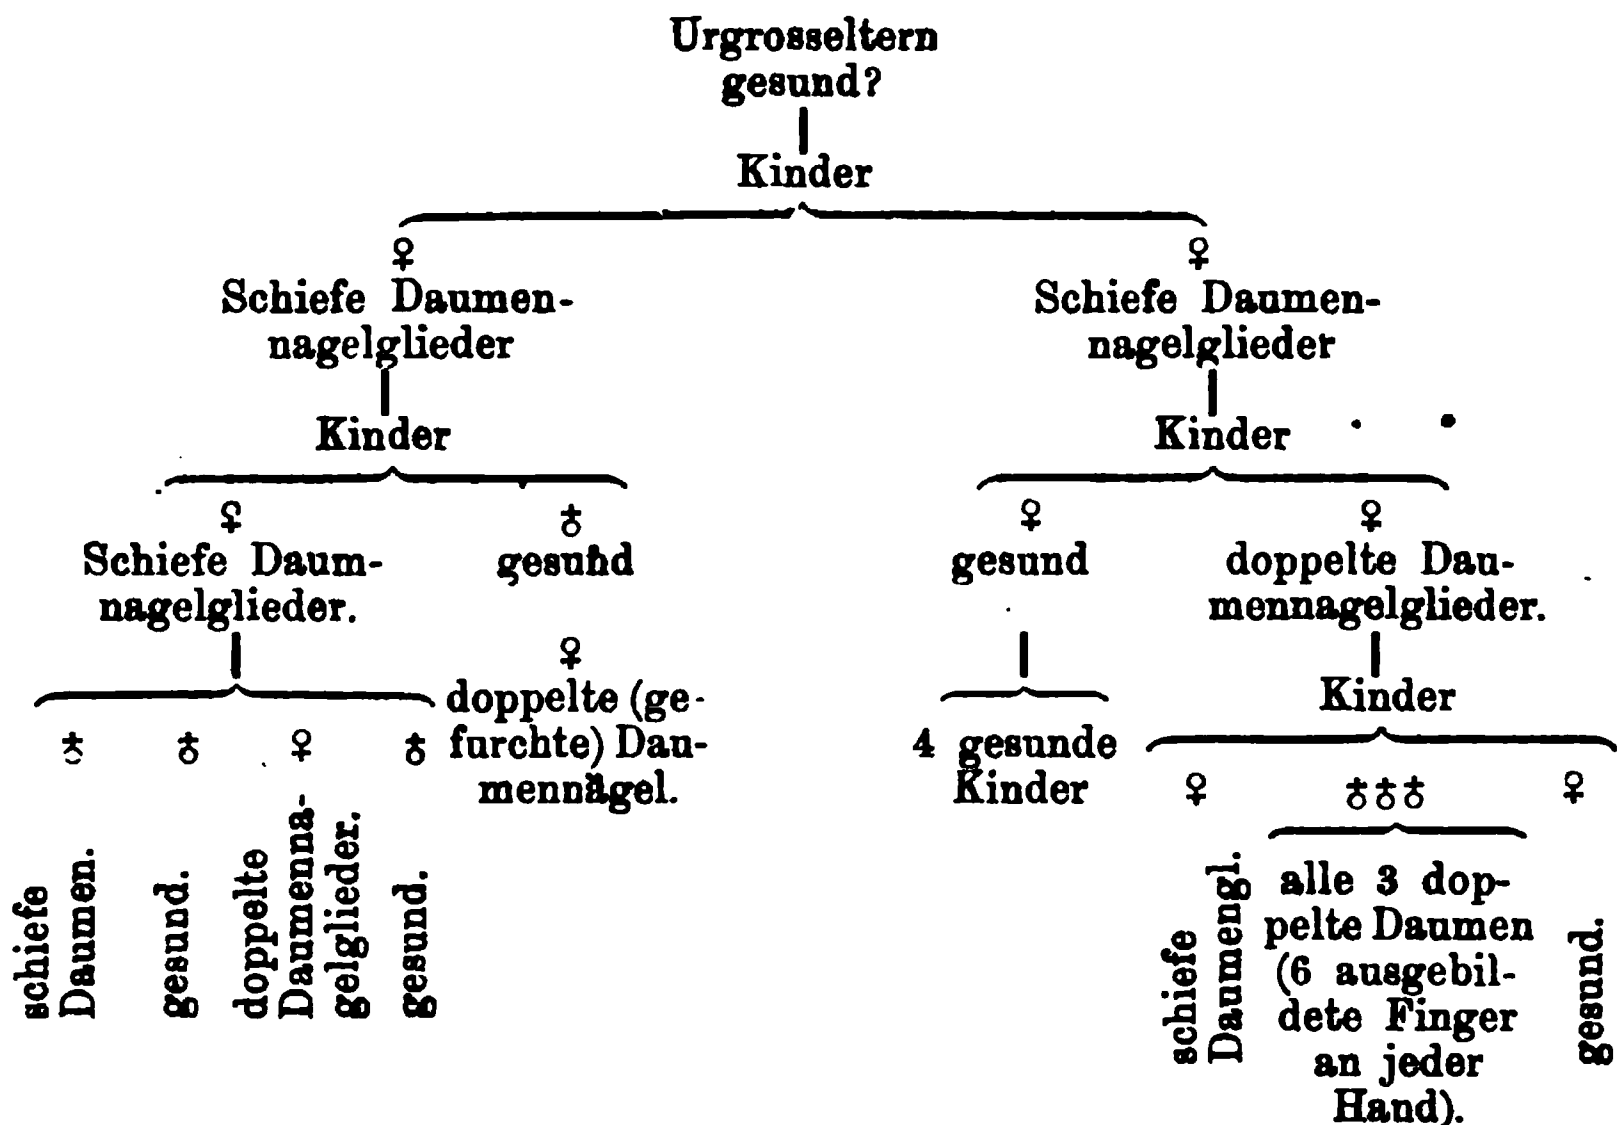 Urgrosseltern
gesund?
Kinder
♀ ♀
Schiefe Daumen-
nagelglieder
Schiefe Daumen-
nagelglieder
Kinder
Kinder
♀ ♁ ♀ ♀
Schiefe Daum-
nagelglieder.
gesund
gesund
doppelte Dau-
mennagelglieder.
♀
doppelte (ge-
furchte) Dau-
mennägel.
Kinder
♁ ♁ ♀ ♁
schiefe
Daumen.
gesund.
doppelte
Daumenna-
gelglieder.
gesund.
4 gesunde
Kinder
♀ ♁♁♁ ♀
schiefe
Daumengl.
alle 3 dop-
pelte Daumen
(6 ausgebil-
dete Finger
an jeder
Hand).
gesund.